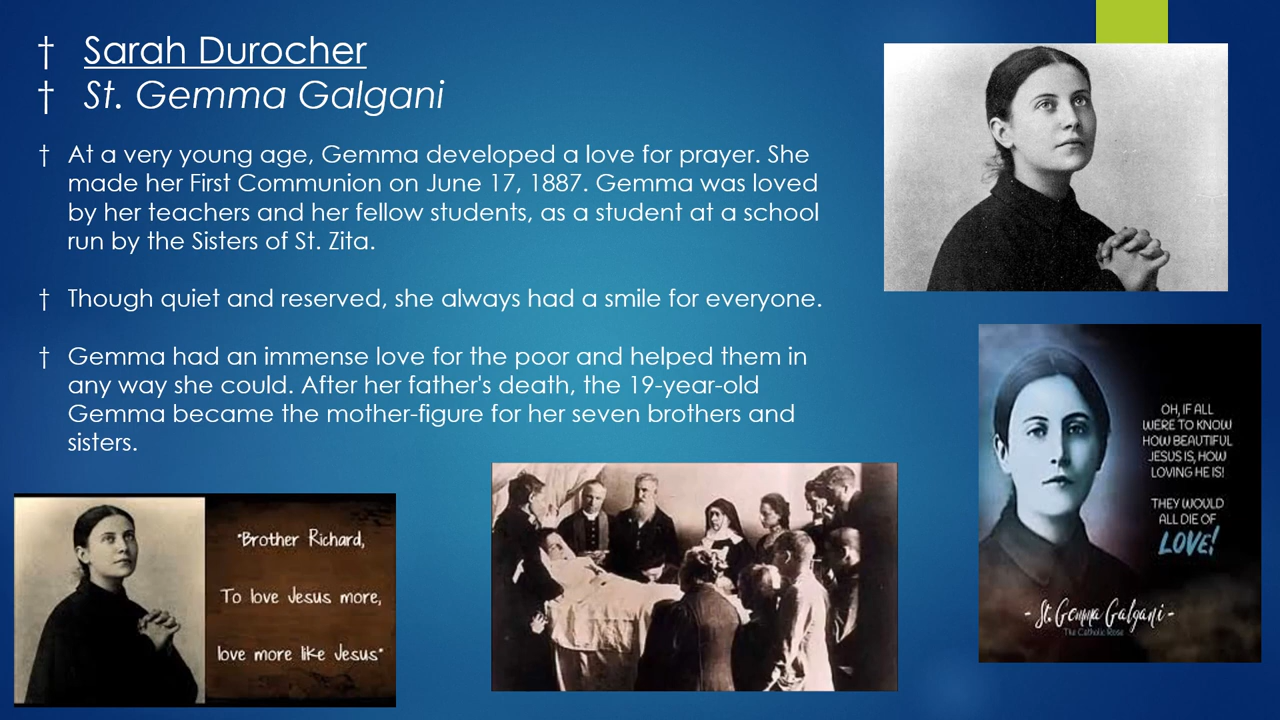 † Sarah Durocher
† St. Gemma Galgani
† At a very young age, Gemma developed a love for prayer. She
made her First Communion on June 17, 1887. Gemma was loved
by her teachers and her fellow students, as a student at a school
run by the Sisters of St. Zita.
† Though quiet and reserved, she always had a smile for everyone.
† Gemma had an immense love for the poor and helped them in
any way she could. After her father's death, the 19-year-old
Gemma became the mother-figure for her seven brothers and
sisters.
OH, IF ALL
WERE TO KNOW
HOW BEAUTIFUL
JESUS IS, HOW
LOVING HE IS!
THEY WOULD
ALL DIE OF
LOVE!
- St. Gemma Galgani -
The Catholic Rose
"Brother Richard,
To love Jesus more,
love more like Jesus"